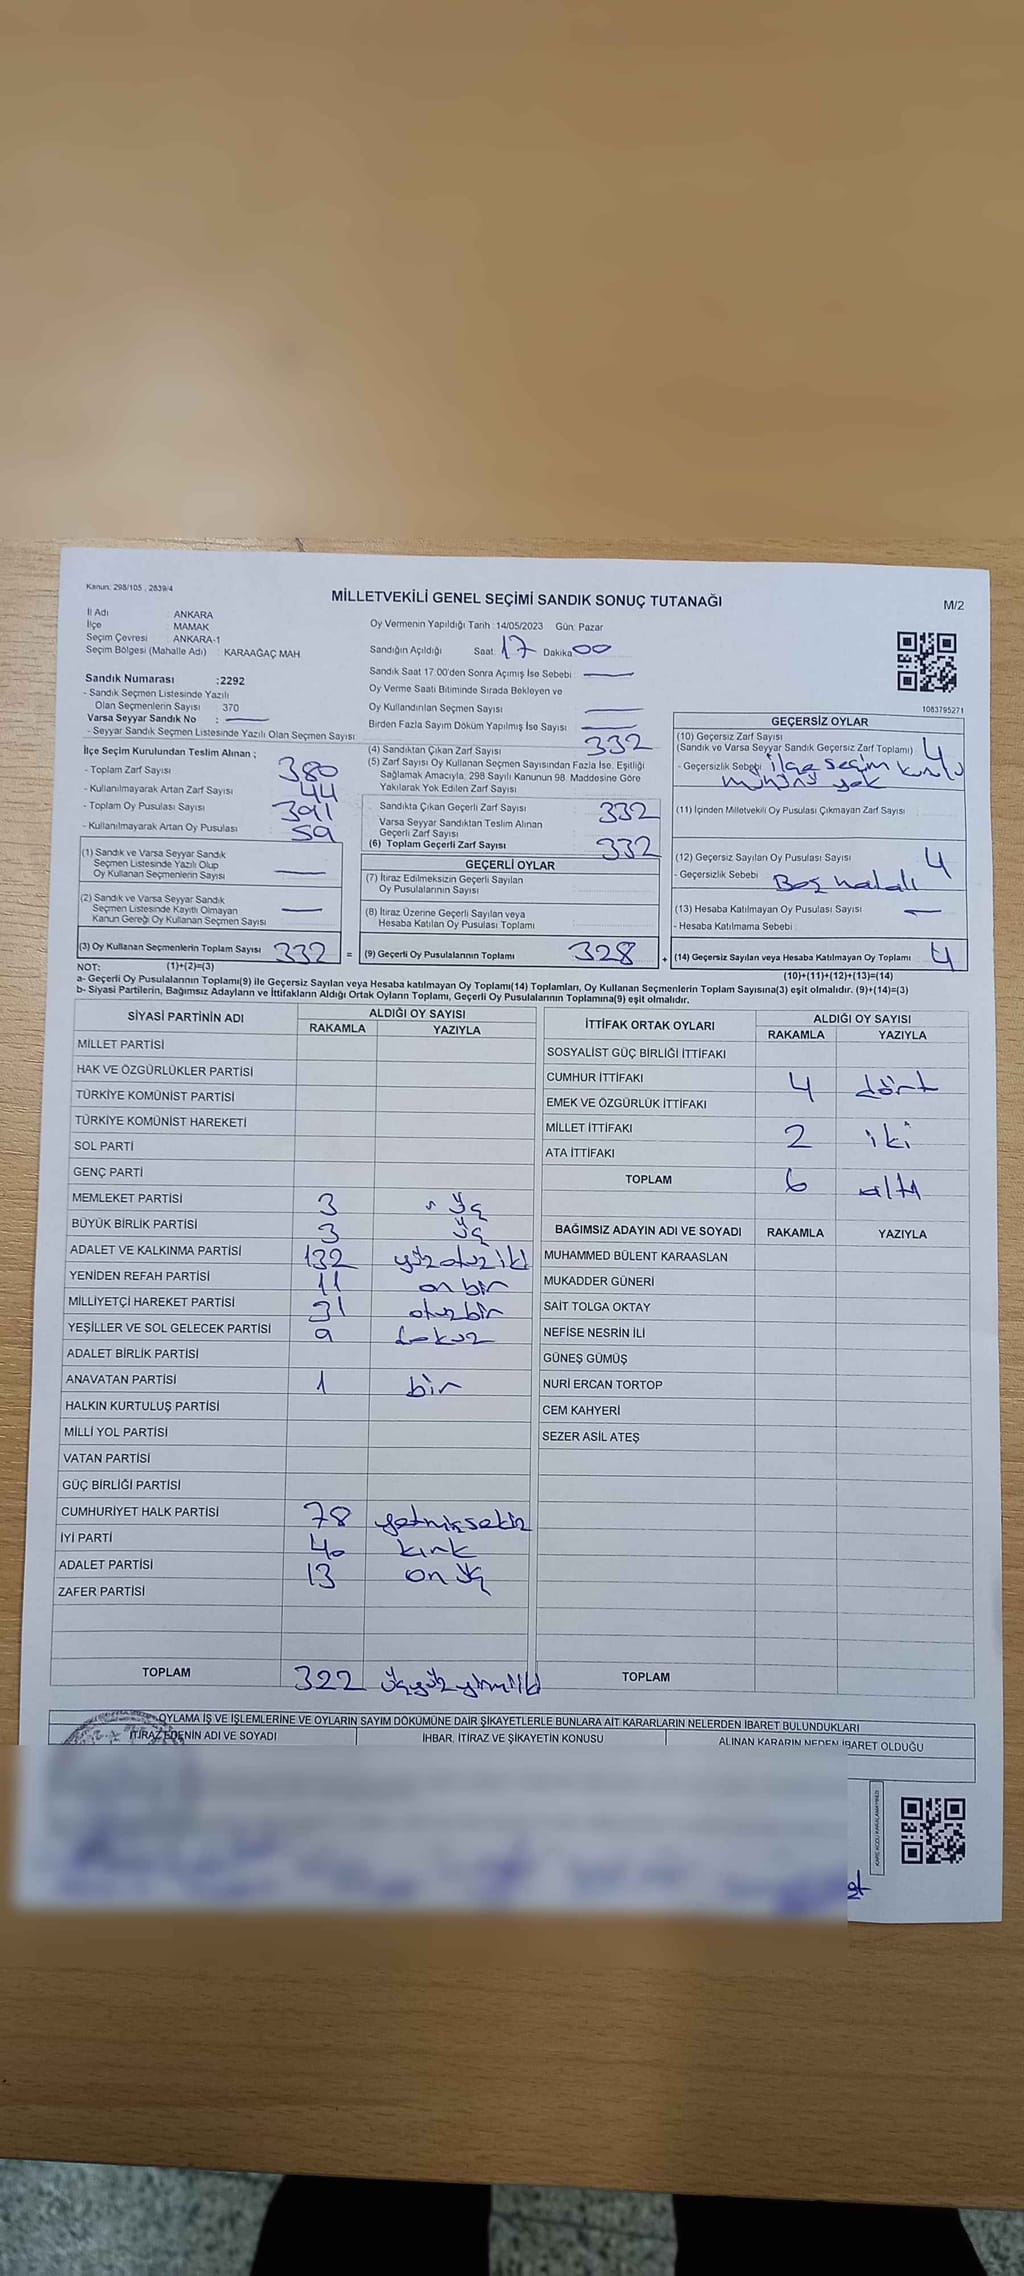 Kanun: 298/105 , 2839/4
MİLLETVEKİLİ GENEL SEÇİMİ SANDIK SONUÇ TUTANAĞI
M/2
İl Adı ANKARA
İlçe MAMAK
Seçim Çevresi ANKARA-1
Seçim Bölgesi (Mahalle Adı) : KARAAĞAÇ MAH.
Sandık Numarası :2292
- Sandık Seçmen Listesinde Yazılı
Olan Seçmenlerin Sayısı 370
Varsa Seyyar Sandık No : —
- Seyyar Sandık Seçmen Listesinde Yazılı Olan Seçmen Sayısı
Oy Vermenin Yapıldığı Tarih :14/05/2023 Gün: Pazar
Sandığın Açıldığı Saat 17 Dakika 00
Sandık Saat 17:00'den Sonra Açımış İse Sebebi —
Oy Verme Saati Bitiminde Sırada Bekleyen ve
Oy Kullandırılan Seçmen Sayısı —
Birden Fazla Sayım Döküm Yapılmış İse Sayısı —
1083795271
İlçe Seçim Kurulundan Teslim Alınan ;
- Toplam Zarf Sayısı 380
- Kullanılmayarak Artan Zarf Sayısı 44
- Toplam Oy Pusulası Sayısı 391
- Kullanılmayarak Artan Oy Pusulası 59
(1) Sandık ve Varsa Seyyar Sandık
Seçmen Listesinde Yazılı Olup
Oy Kullanan Seçmenlerin Sayısı —
(2) Sandık ve Varsa Seyyar Sandık
Seçmen Listesinde Kayıtlı Olmayan
Kanun Gereği Oy Kullanan Seçmen Sayısı —
(3) Oy Kullanan Seçmenlerin Toplam Sayısı 332 =
(4) Sandıktan Çıkan Zarf Sayısı 332
(5) Zarf Sayısı Oy Kullanan Seçmen Sayısından Fazla İse, Eşitliği
Sağlamak Amacıyla, 298 Sayılı Kanunun 98. Maddesine Göre
Yakılarak Yok Edilen Zarf Sayısı
Sandıkta Çıkan Geçerli Zarf Sayısı 332
Varsa Seyyar Sandıktan Teslim Alınan
Geçerli Zarf Sayısı
(6) Toplam Geçerli Zarf Sayısı 332
GEÇERLİ OYLAR
(7) İtiraz Edilmeksizin Geçerli Sayılan
Oy Pusulalarının Sayısı
(8) İtiraz Üzerine Geçerli Sayılan veya
Hesaba Katılan Oy Pusulası Toplamı
(9) Geçerli Oy Pusulalarının Toplamı 328 +
GEÇERSİZ OYLAR
(10) Geçersiz Zarf Sayısı
(Sandık ve Varsa Seyyar Sandık Geçersiz Zarf Toplamı) 4
- Geçersizlik Sebebi ilçe seçim kurulu
mührü yok
(11) İçinden Milletvekili Oy Pusulası Çıkmayan Zarf Sayısı
(12) Geçersiz Sayılan Oy Pusulası Sayısı 4
- Geçersizlik Sebebi Boş hatalı
(13) Hesaba Katılmayan Oy Pusulası Sayısı —
- Hesaba Katılmama Sebebi
(14) Geçersiz Sayılan veya Hesaba Katılmayan Oy Toplamı 4
NOT: (1)+(2)=(3)
(10)+(11)+(12)+(13)=(14)
a- Geçerli Oy Pusulalarının Toplamı(9) ile Geçersiz Sayılan veya Hesaba katılmayan Oy Toplamı(14) Toplamları, Oy Kullanan Seçmenlerin Toplam Sayısına(3) eşit olmalıdır. (9)+(14)=(3)
b- Siyasi Partilerin, Bağımsız Adayların ve İttifakların Aldığı Ortak Oyların Toplamı, Geçerli Oy Pusulalarının Toplamına(9) eşit olmalıdır.
SİYASİ PARTİNİN ADI ALDIĞI OY SAYISI
RAKAMLA YAZIYLA
MİLLET PARTİSİ
HAK VE ÖZGÜRLÜKLER PARTİSİ
TÜRKİYE KOMÜNİST PARTİSİ
TÜRKİYE KOMÜNİST HAREKETİ
SOL PARTİ
GENÇ PARTİ
MEMLEKET PARTİSİ 3 üç
BÜYÜK BİRLİK PARTİSİ 3 üç
ADALET VE KALKINMA PARTİSİ 132 yüz otuz iki
YENİDEN REFAH PARTİSİ 11 on bir
MİLLİYETÇİ HAREKET PARTİSİ 31 otuz bir
YEŞİLLER VE SOL GELECEK PARTİSİ 9 dokuz
ADALET BİRLİK PARTİSİ
ANAVATAN PARTİSİ 1 bir
HALKIN KURTULUŞ PARTİSİ
MİLLİ YOL PARTİSİ
VATAN PARTİSİ
GÜÇ BİRLİĞİ PARTİSİ
CUMHURİYET HALK PARTİSİ 78 yetmiş sekiz
İYİ PARTİ 40 kırk
ADALET PARTİSİ 13 on üç
ZAFER PARTİSİ
TOPLAM 322 üçyüz yirmi iki
İTTİFAK ORTAK OYLARI ALDIĞI OY SAYISI
RAKAMLA YAZIYLA
SOSYALİST GÜÇ BİRLİĞİ İTTİFAKI
CUMHUR İTTİFAKI 4 dört
EMEK VE ÖZGÜRLÜK İTTİFAKI
MİLLET İTTİFAKI 2 iki
ATA İTTİFAKI
TOPLAM 6 altı
BAĞIMSIZ ADAYIN ADI VE SOYADI RAKAMLA YAZIYLA
MUHAMMED BÜLENT KARAASLAN
MUKADDER GÜNERİ
SAİT TOLGA OKTAY
NEFİSE NESRİN İLİ
GÜNEŞ GÜMÜŞ
NURİ ERCAN TORTOP
CEM KAHYERİ
SEZER ASİL ATEŞ
TOPLAM
OYLAMA İŞ VE İŞLEMLERİNE VE OYLARIN SAYIM DÖKÜMÜNE DAİR ŞİKAYETLERLE BUNLARA AİT KARARLARIN NELERDEN İBARET BULUNDUKLARI
İTİRAZ EDENİN ADI VE SOYADI İHBAR, İTİRAZ VE ŞİKAYETİN KONUSU ALINAN KARARIN NEDEN İBARET OLDUĞU